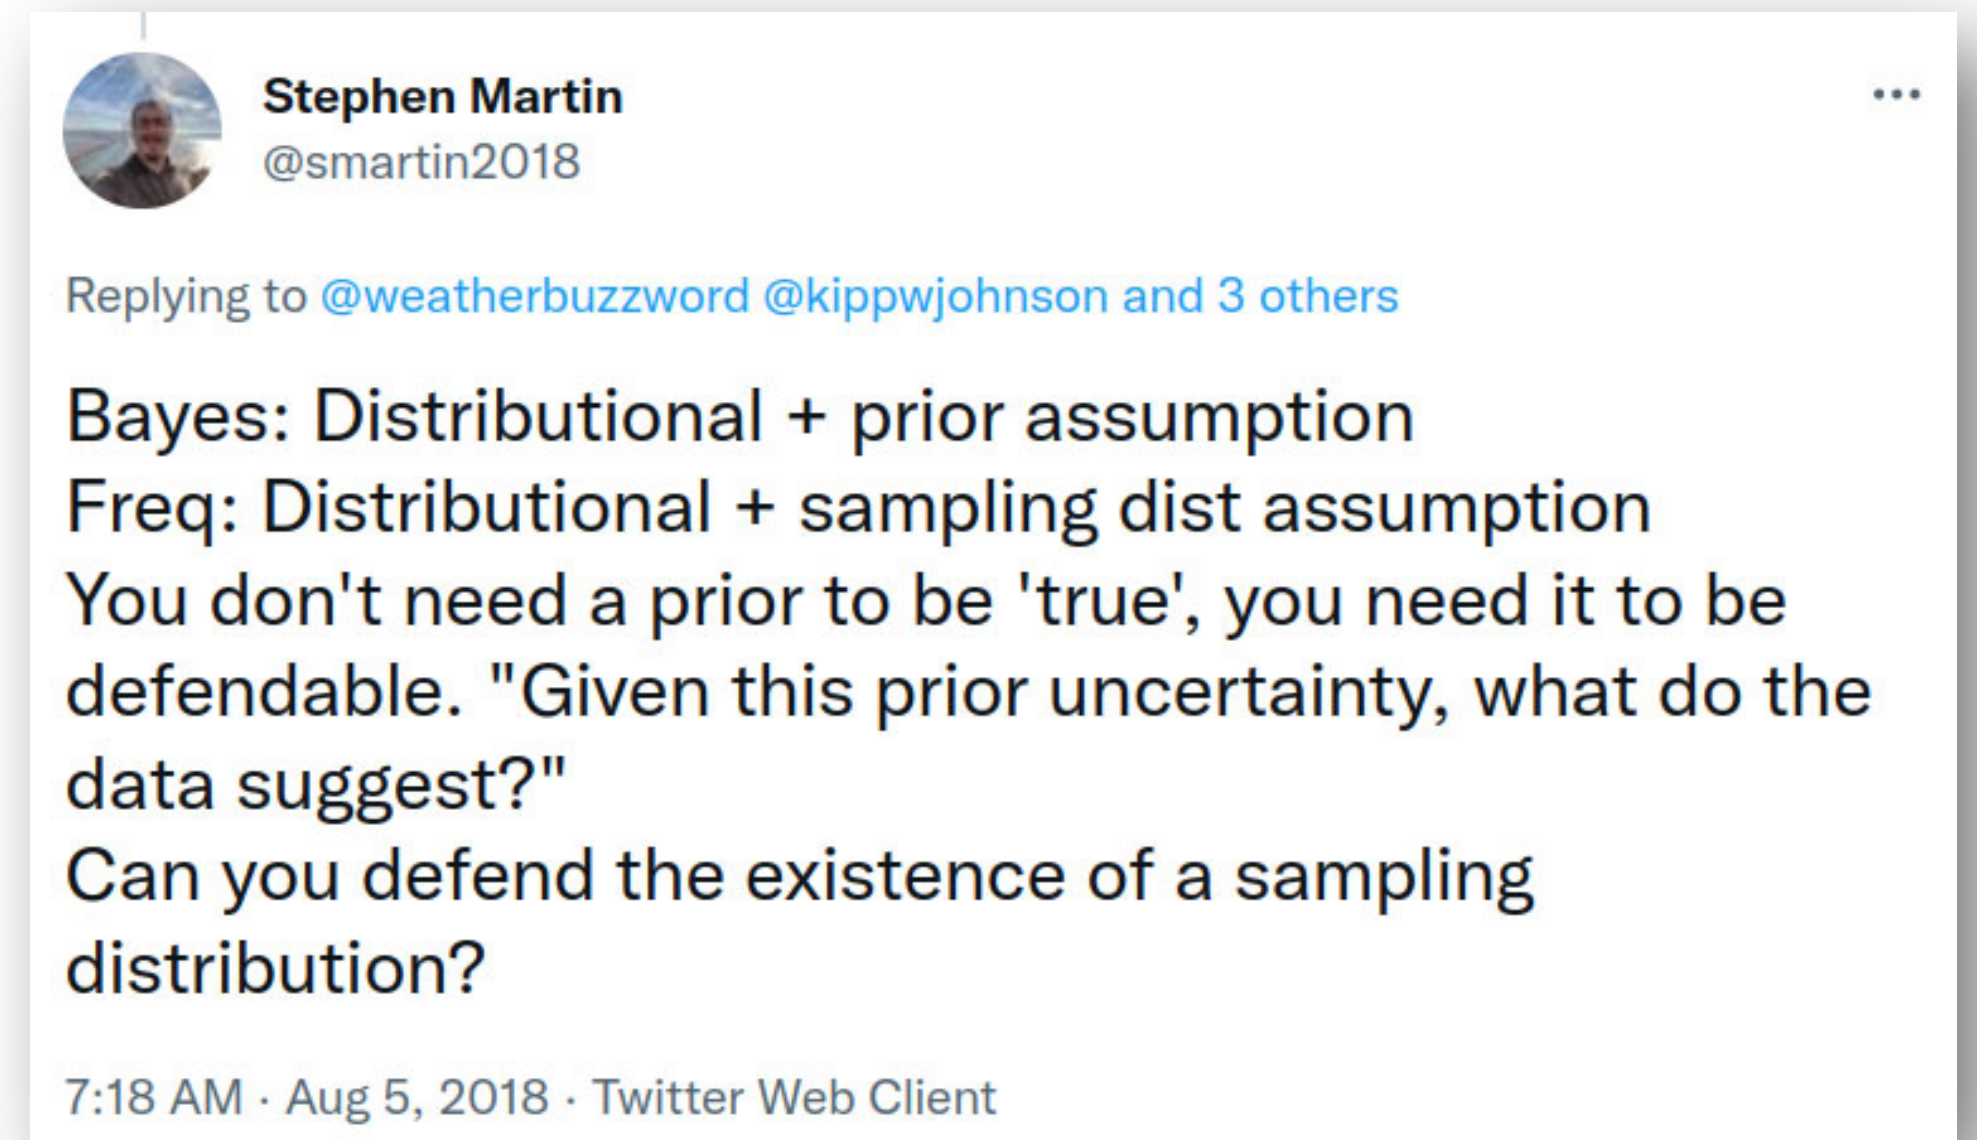 Stephen Martin
@smartin2018
Replying to @weatherbuzzword @kippwjohnson and 3 others
Bayes: Distributional + prior assumption
Freq: Distributional + sampling dist assumption
You don't need a prior to be 'true', you need it to be
defendable. "Given this prior uncertainty, what do the
data suggest?"
Can you defend the existence of a sampling
distribution?
7:18 AM · Aug 5, 2018 · Twitter Web Client